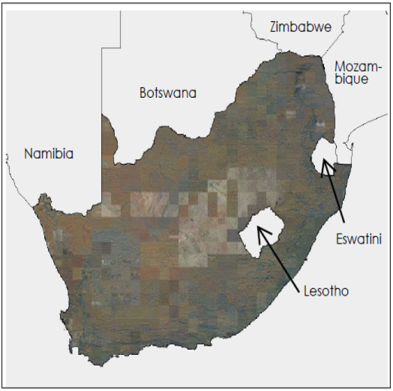 Zimbabwe
Mozam-
bique
Botswana
Namibia
Eswatini
Lesotho